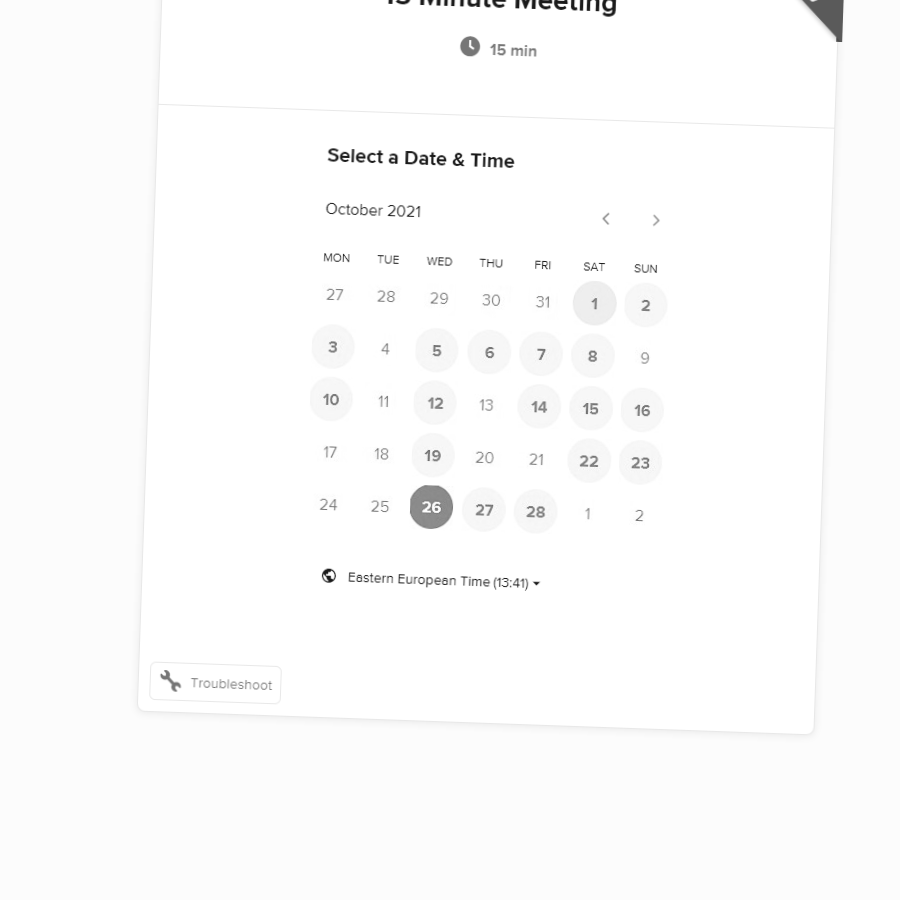 15 Minute Meeting
15 min
Select a Date & Time
October 2021
MON TUE WED THU FRI SAT SUN
27 28 29 30 31 1 2
3 4 5 6 7 8 9
10 11 12 13 14 15 16
17 18 19 20 21 22 23
24 25 26 27 28 1 2
Eastern European Time (13:41)
Troubleshoot